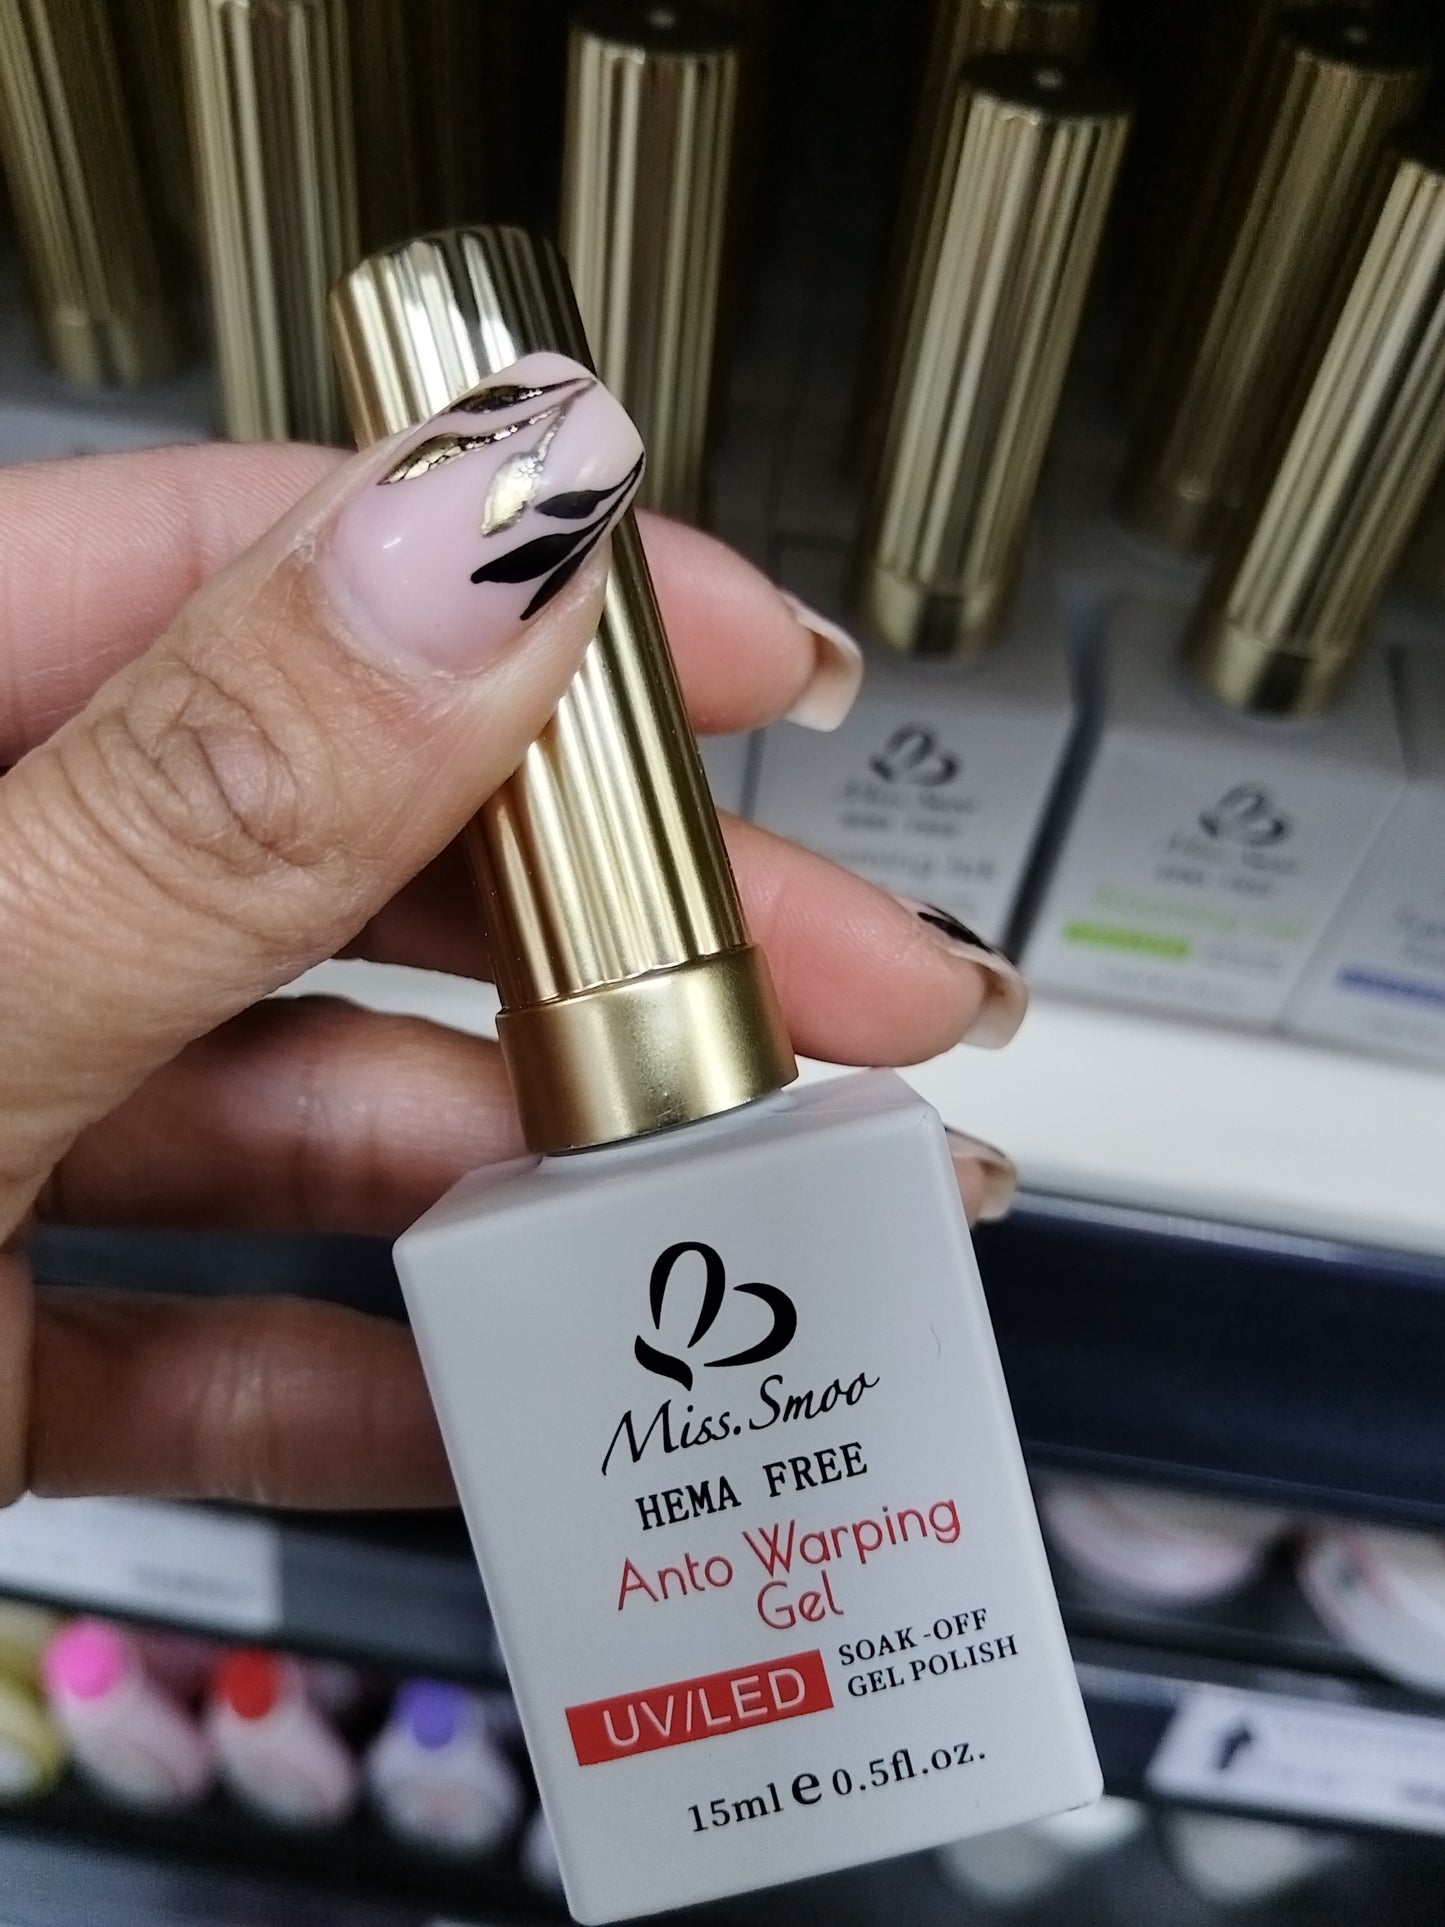 Miss.Smoo
HEMA FREE
Anto Warping
Gel
UV/LED
SOAK-OFF
GEL POLISH
15ml e 0.5fl.oz.